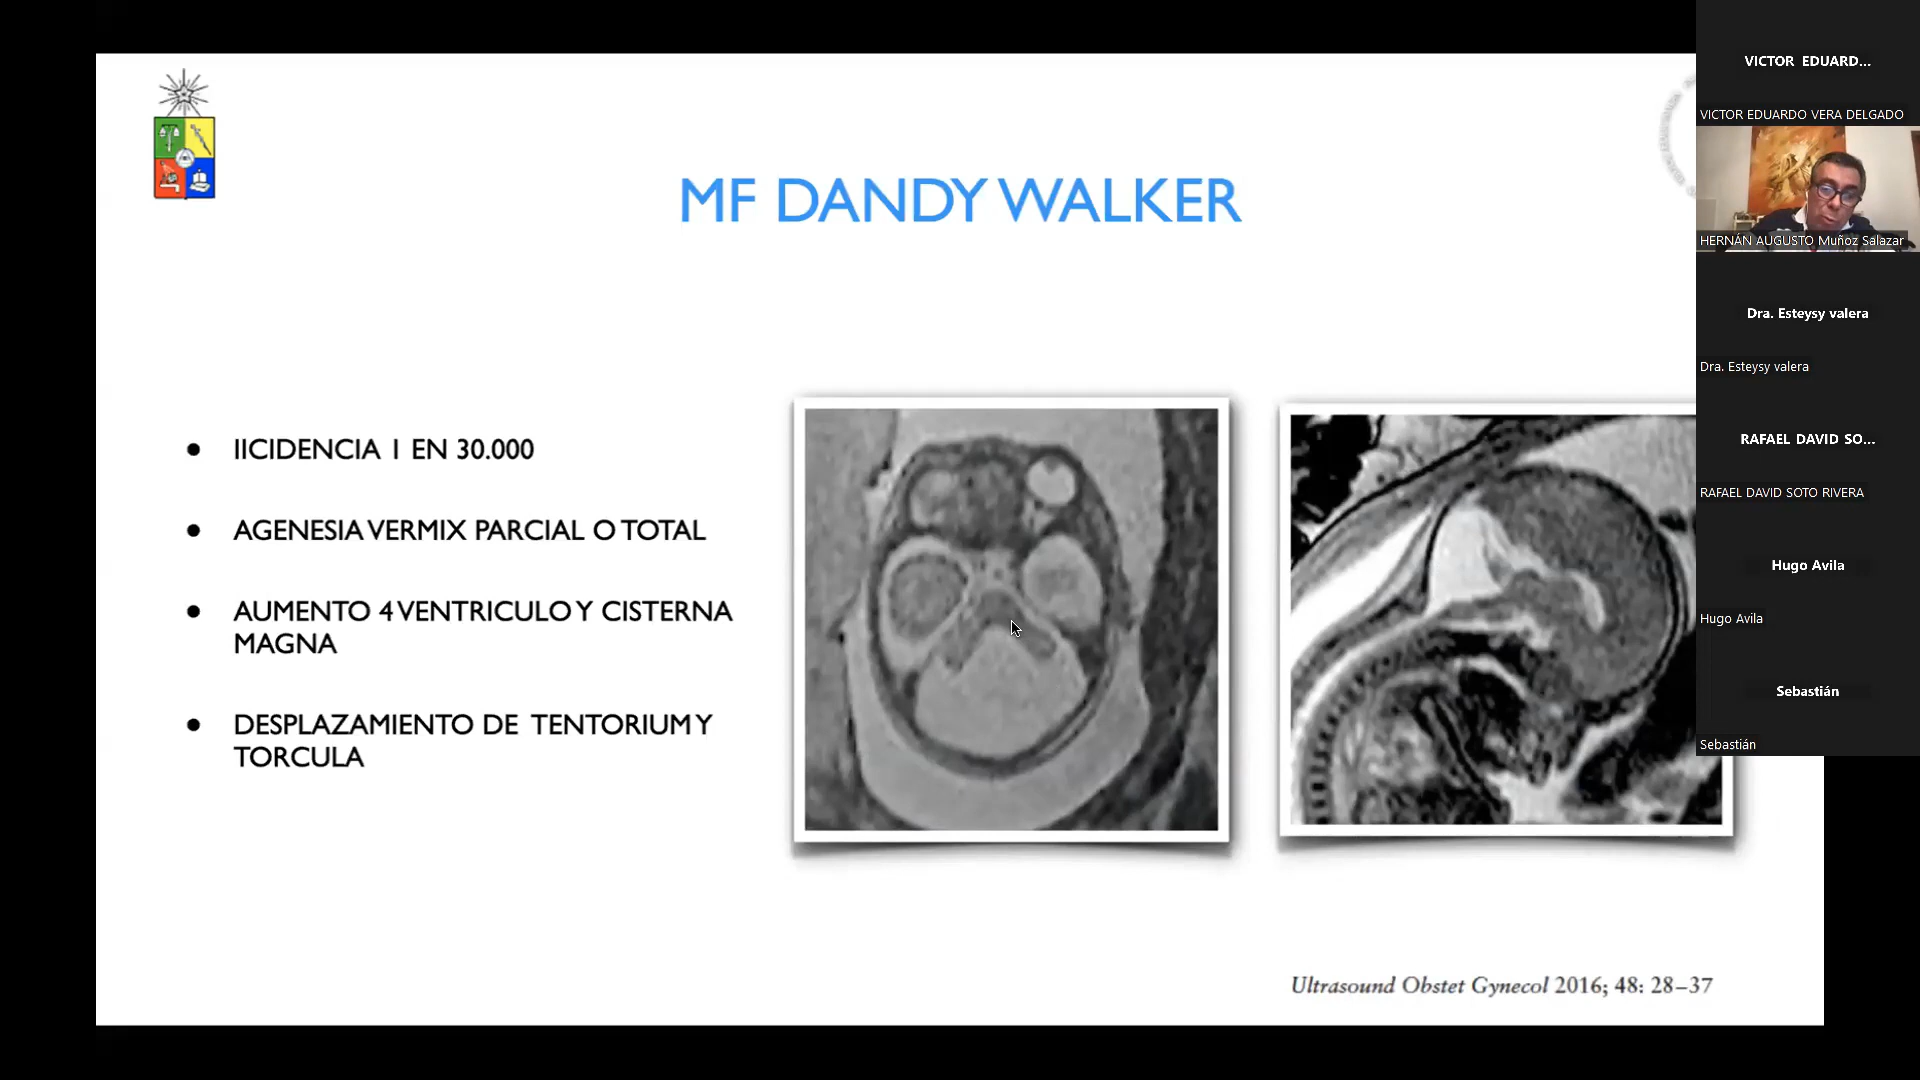 MF DANDY WALKER
• IICIDENCIA 1 EN 30.000
• AGENESIA VERMIX PARCIAL O TOTAL
• AUMENTO 4 VENTRICULO Y CISTERNA
MAGNA
• DESPLAZAMIENTO DE TENTORIUM Y
TORCULA
Ultrasound Obstet Gynecol 2016; 48: 28–37
VICTOR EDUARD...
VICTOR EDUARDO VERA DELGADO
HERNÁN AUGUSTO Muñoz Salazar
Dra. Esteysy valera
Dra. Esteysy valera
RAFAEL DAVID SO...
RAFAEL DAVID SOTO RIVERA
Hugo Avila
Hugo Avila
Sebastián
Sebastián